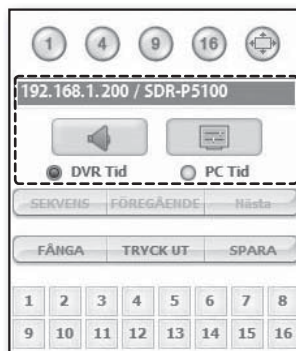 1 4 9 16
192.168.1.200 / SDR-P5100
DVR Tid PC Tid
SEKVENS FÖREGÅENDE Nästa
FÅNGA TRYCK UT SPARA
1 2 3 4 5 6 7 8
9 10 11 12 13 14 15 16